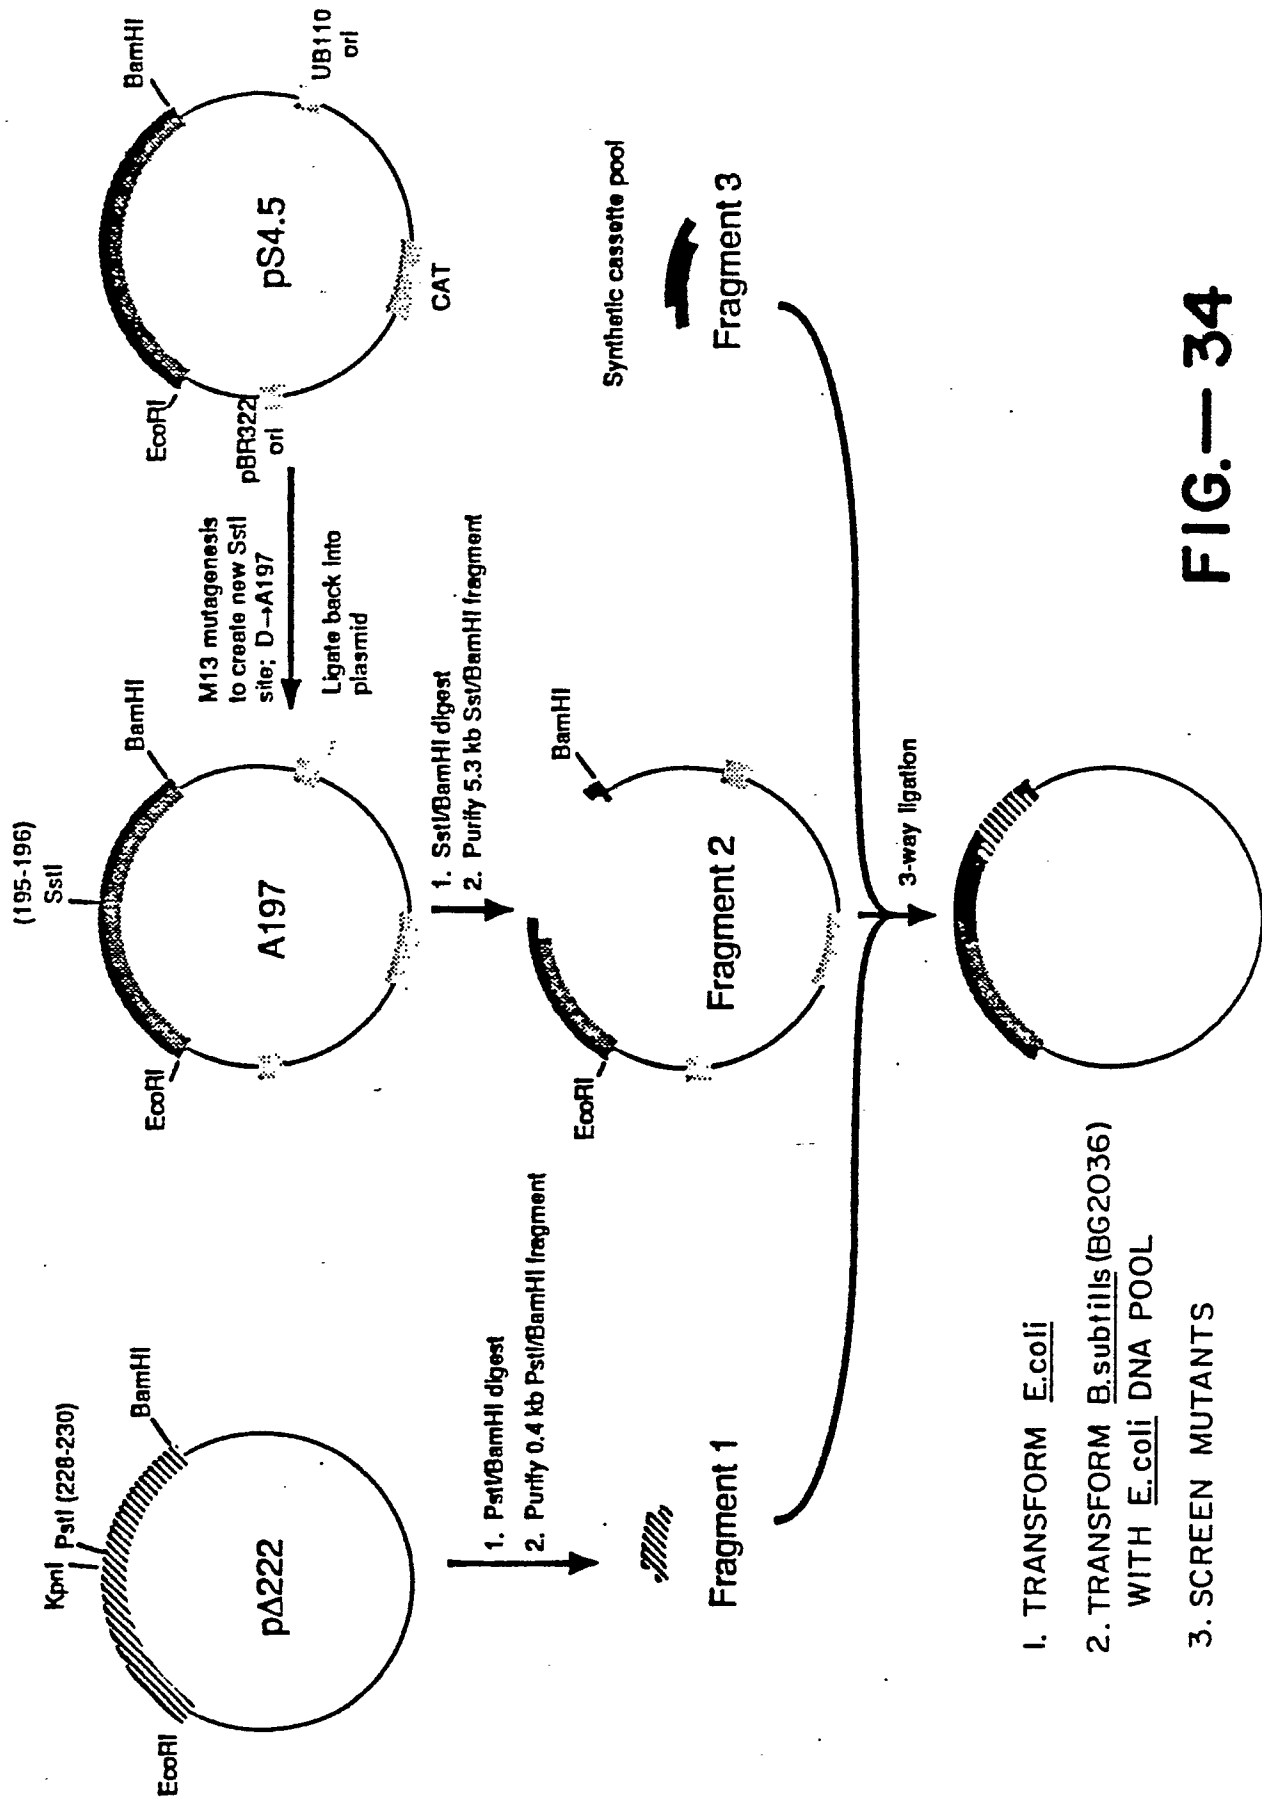 KpnI
PstI (228-230)
EcoRI
BamHI
pΔ222
1. PstI/BamHI digest
2. Purify 0.4 kb PstI/BamHI fragment
Fragment 1
(195-196)
SstI
EcoRI
BamHI
A197
1. SstI/BamHI digest
2. Purify 5.3 kb Sst/BamHI fragment
EcoRI
BamHI
Fragment 2
M13 mutagenesis
to create new SstI
site; D→A197
Ligate back into
plasmid
EcoRI
BamHI
pS4.5
pBR322
ori
UB110
ori
CAT
Synthetic cassette pool
Fragment 3
3-way ligation
1. TRANSFORM E.coli
2. TRANSFORM B.subtilis (BG2036)
WITH E.coli DNA POOL
3. SCREEN MUTANTS
FIG.—34